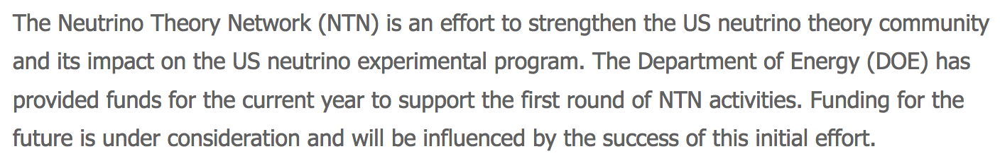 The Neutrino Theory Network (NTN) is an effort to strengthen the US neutrino theory community
and its impact on the US neutrino experimental program. The Department of Energy (DOE) has
provided funds for the current year to support the first round of NTN activities. Funding for the
future is under consideration and will be influenced by the success of this initial effort.